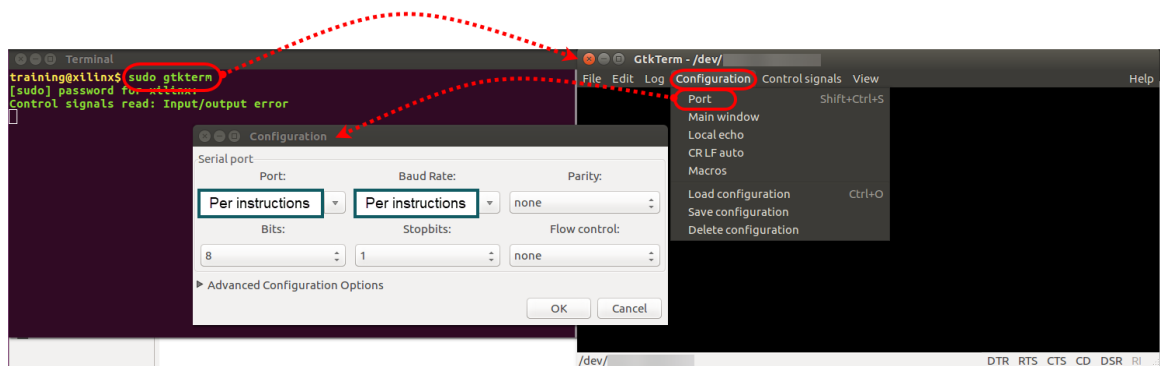 Terminal
training@xilinx$ sudo gtkterm
[sudo] password for xilinx:
Control signals read: Input/output error
Configuration
Serial port
Port: Baud Rate: Parity:
Per instructions Per instructions none
Bits: Stopbits: Flow control:
8 1 none
Advanced Configuration Options
OK Cancel
GtkTerm - /dev/
File Edit Log Configuration Control signals View Help
Port Shift+Ctrl+S
Main window
Local echo
CR LF auto
Macros
Load configuration Ctrl+O
Save configuration
Delete configuration
/dev/ DTR RTS CTS CD DSR RI